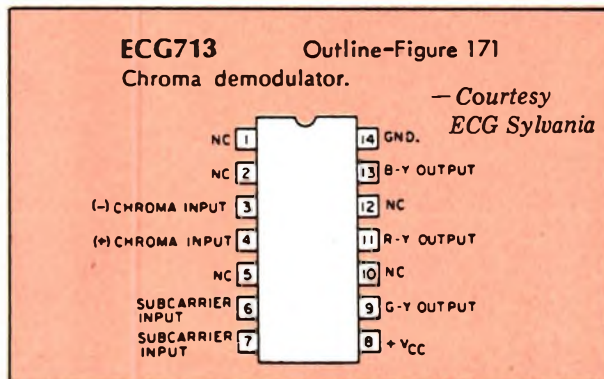 ECG713 Outline-Figure 171
Chroma demodulator.
— Courtesy
ECG Sylvania
NC 1
14 GND.
NC 2
13 B-Y OUTPUT
(-) CHROMA INPUT 3
12 NC
(+) CHROMA INPUT 4
11 R-Y OUTPUT
NC 5
10 NC
SUBCARRIER
INPUT 6
9 G-Y OUTPUT
SUBCARRIER
INPUT 7
8 + VCC